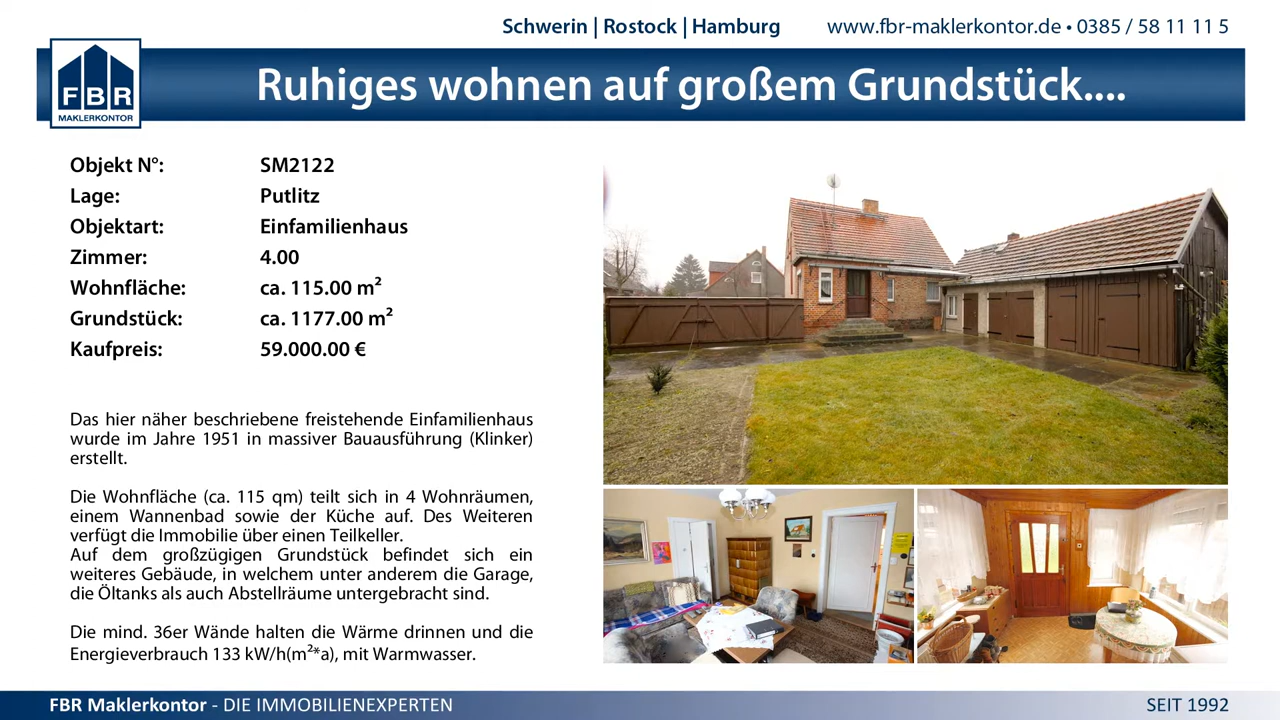 Schwerin | Rostock | Hamburg www.fbr-maklerkontor.de • 0385 / 58 11 11 5
FBR
MAKLERKONTOR
Ruhiges wohnen auf großem Grundstück....
Objekt N°: SM2122
Lage: Putlitz
Objektart: Einfamilienhaus
Zimmer: 4.00
Wohnfläche: ca. 115.00 m²
Grundstück: ca. 1177.00 m²
Kaufpreis: 59.000.00 €
Das hier näher beschriebene freistehende Einfamilienhaus
wurde im Jahre 1951 in massiver Bauausführung (Klinker)
erstellt.
Die Wohnfläche (ca. 115 qm) teilt sich in 4 Wohnräumen,
einem Wannenbad sowie der Küche auf. Des Weiteren
verfügt die Immobilie über einen Teilkeller.
Auf dem großzügigen Grundstück befindet sich ein
weiteres Gebäude, in welchem unter anderem die Garage,
die Öltanks als auch Abstellräume untergebracht sind.
Die mind. 36er Wände halten die Wärme drinnen und die
Energieverbrauch 133 kW/h(m²*a), mit Warmwasser.
FBR Maklerkontor - DIE IMMOBILIENEXPERTEN SEIT 1992